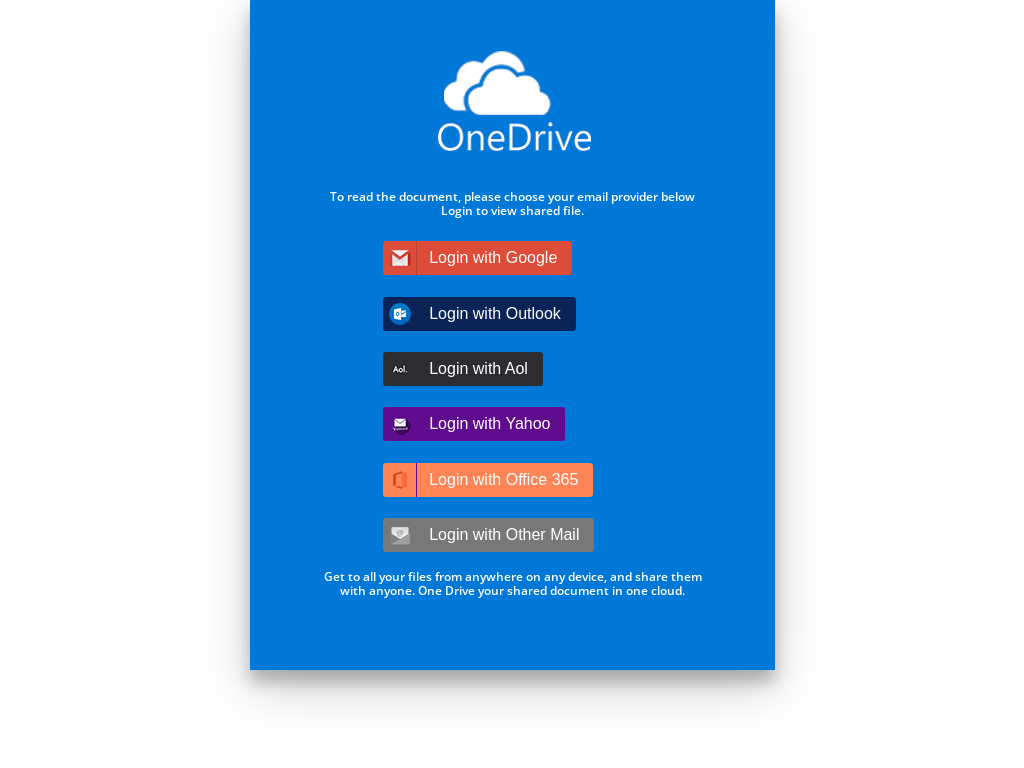 OneDrive
To read the document, please choose your email provider below
Login to view shared file.
Login with Google
Login with Outlook
Aol.
Login with Aol
Login with Yahoo
Login with Office 365
Login with Other Mail
Get to all your files from anywhere on any device, and share them
with anyone. One Drive your shared document in one cloud.